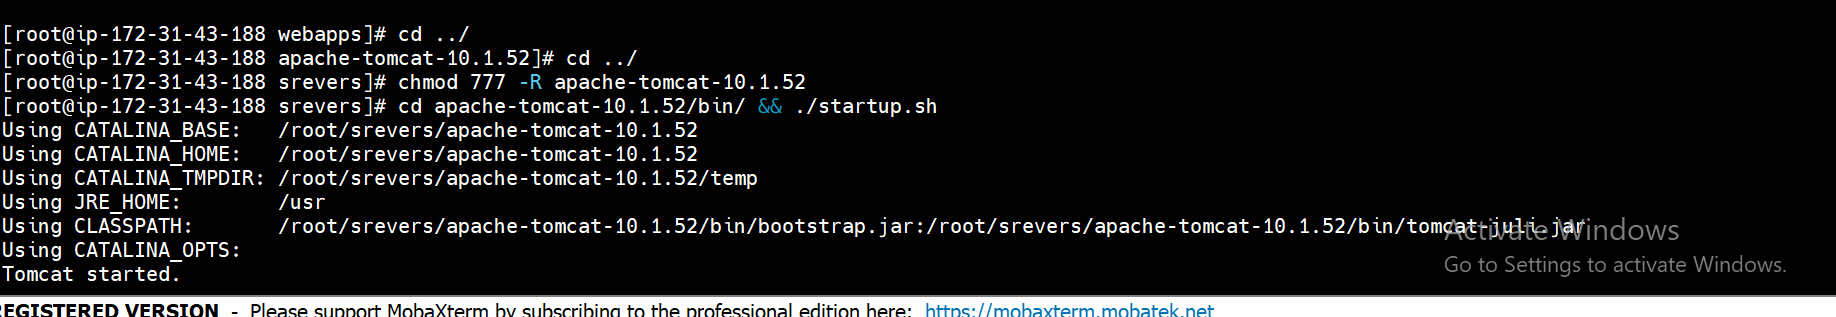 [root@ip-172-31-43-188 webapps]# cd ../
[root@ip-172-31-43-188 apache-tomcat-10.1.52]# cd ../
[root@ip-172-31-43-188 srevers]# chmod 777 -R apache-tomcat-10.1.52
[root@ip-172-31-43-188 srevers]# cd apache-tomcat-10.1.52/bin/ && ./startup.sh
Using CATALINA_BASE:   /root/srevers/apache-tomcat-10.1.52
Using CATALINA_HOME:   /root/srevers/apache-tomcat-10.1.52
Using CATALINA_TMPDIR: /root/srevers/apache-tomcat-10.1.52/temp
Using JRE_HOME:        /usr
Using CLASSPATH:       /root/srevers/apache-tomcat-10.1.52/bin/bootstrap.jar:/root/srevers/apache-tomcat-10.1.52/bin/tomcat-juli.jar
Using CATALINA_OPTS:
Tomcat started.
Activate Windows
Go to Settings to activate Windows.
REGISTERED VERSION - Please support MobaXterm by subscribing to the professional edition here: https://mobaxterm.mobatek.net